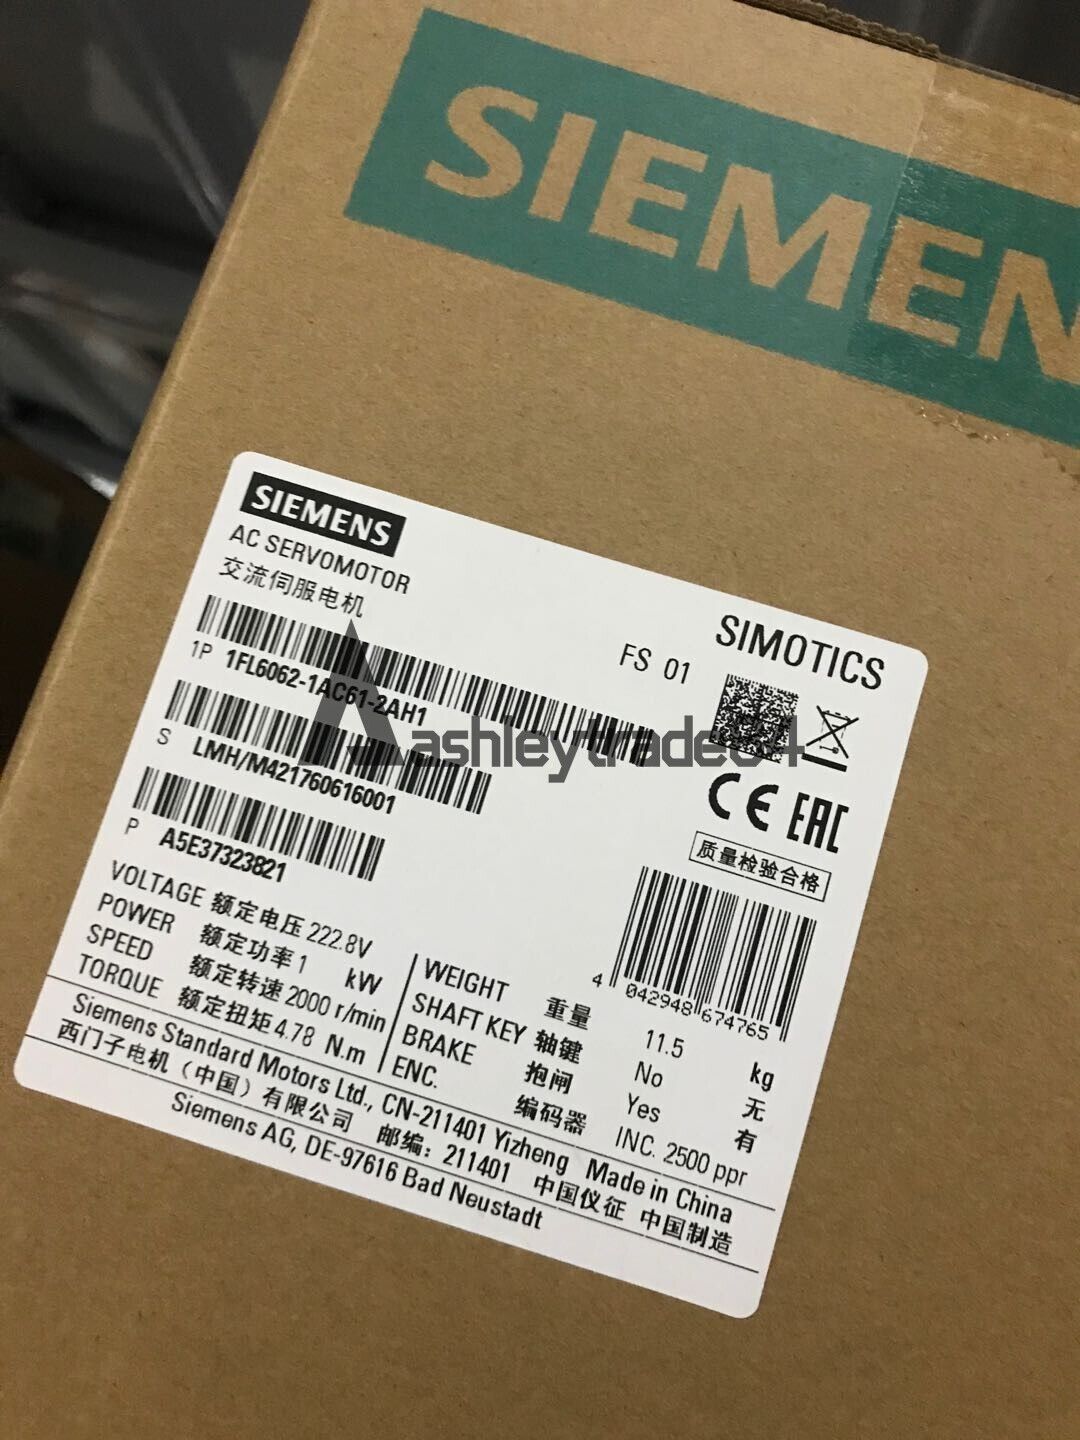 SIEMEN
SIEMENS
AC SERVOMOTOR
交流伺服电机
SIMOTICS
FS 01
1P 1FL6062-1AC61-2AH1
S LMH/M421760616001
P A5E37323821
ashleytrade04
CE EAC
质量检验合格
4 042948 674765
VOLTAGE 额定电压 222.8V
POWER 额定功率 1 kW
SPEED 额定转速 2000 r/min
TORQUE 额定扭矩 4.78 N.m
WEIGHT 重量 11.5 kg
SHAFT KEY 轴键 No 无
BRAKE 抱闸 Yes 有
ENC. 编码器 INC. 2500 ppr
Siemens Standard Motors Ltd., CN-211401 Yizheng Made in China
西门子电机（中国）有限公司 邮编：211401 中国仪征 中国制造
Siemens AG, DE-97616 Bad Neustadt